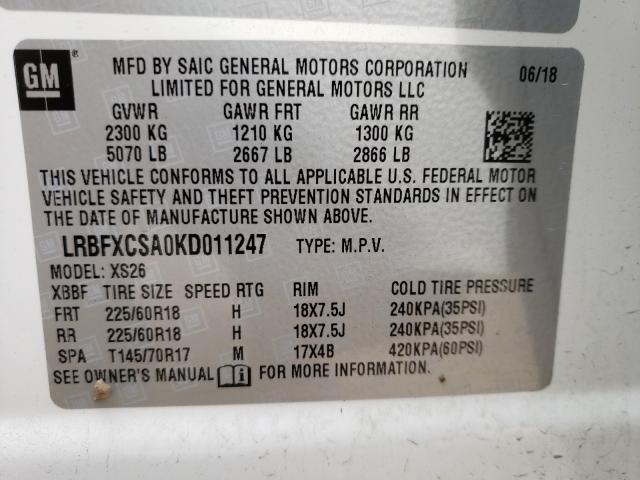 GM ®
MFD BY SAIC GENERAL MOTORS CORPORATION 06/18
LIMITED FOR GENERAL MOTORS LLC
GVWR GAWR FRT GAWR RR
2300 KG 1210 KG 1300 KG
5070 LB 2667 LB 2866 LB
THIS VEHICLE CONFORMS TO ALL APPLICABLE U.S. FEDERAL MOTOR
VEHICLE SAFETY AND THEFT PREVENTION STANDARDS IN EFFECT ON
THE DATE OF MANUFACTURE SHOWN ABOVE.
LRBFXCSA0KD011247 TYPE: M.P.V.
MODEL: XS26
XBBF TIRE SIZE SPEED RTG RIM COLD TIRE PRESSURE
FRT 225/60R18 H 18X7.5J 240KPA(35PSI)
RR 225/60R18 H 18X7.5J 240KPA(35PSI)
SPA T145/70R17 M 17X4B 420KPA(60PSI)
SEE OWNER'S MANUAL i FOR MORE INFORMATION.